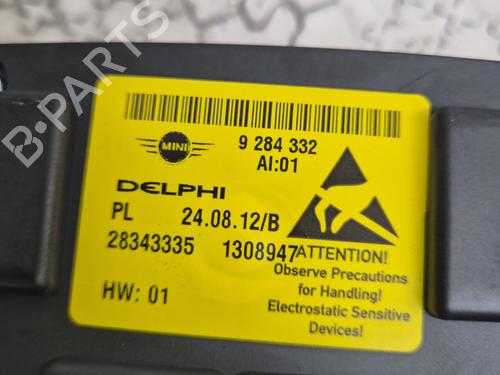 MINI
9 284 332
AI:01
DELPHI
PL 24.08.12/B
28343335 1308947
HW: 01
ATTENTION!
Observe Precautions
for Handling!
Electrostatic Sensitive
Devices!
B-PARTS